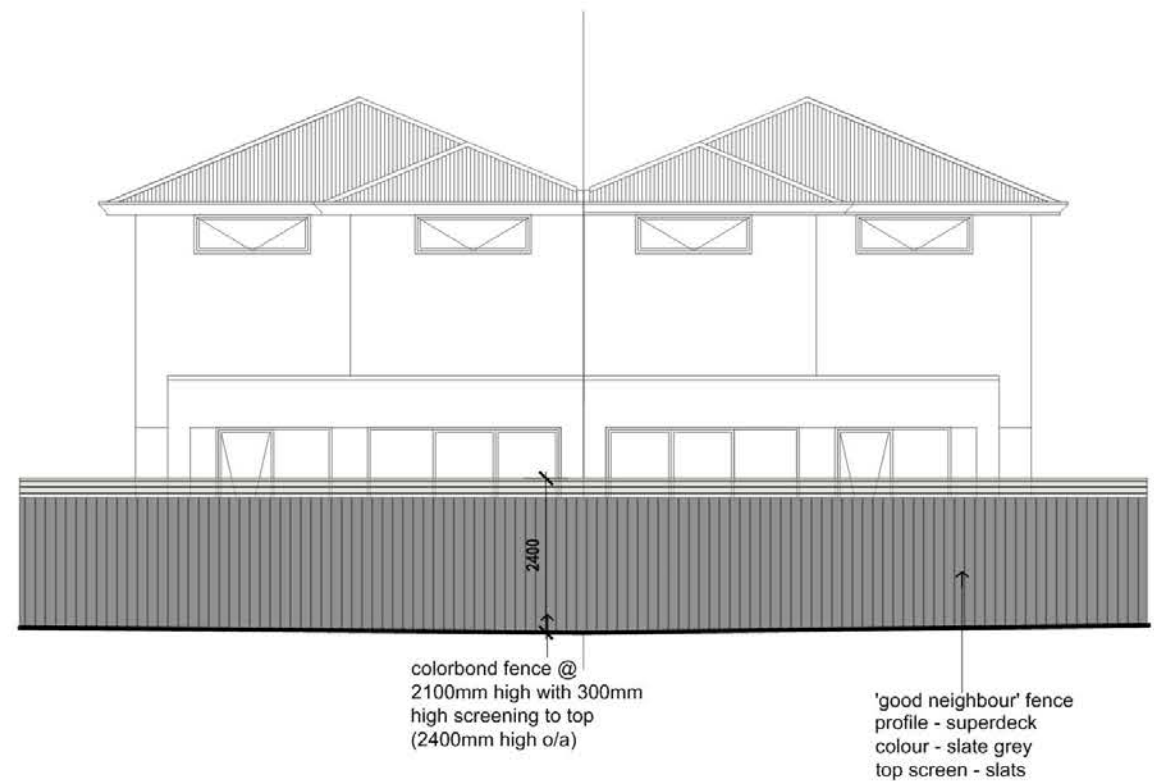 2400
colorbond fence @
2100mm high with 300mm
high screening to top
(2400mm high o/a)
'good neighbour' fence
profile - superdeck
colour - slate grey
top screen - slats